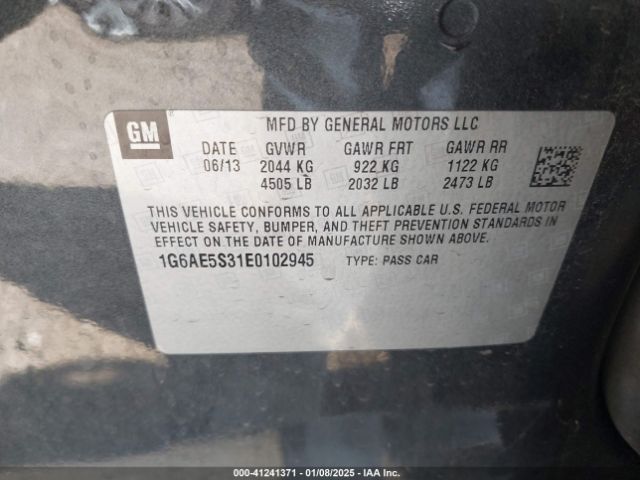 GM ®
MFD BY GENERAL MOTORS LLC
DATE GVWR GAWR FRT GAWR RR
06/13 2044 KG 922 KG 1122 KG
4505 LB 2032 LB 2473 LB
THIS VEHICLE CONFORMS TO ALL APPLICABLE U.S. FEDERAL MOTOR
VEHICLE SAFETY, BUMPER, AND THEFT PREVENTION STANDARDS IN
EFFECT ON THE DATE OF MANUFACTURE SHOWN ABOVE.
1G6AE5S31E0102945 TYPE: PASS CAR
000-41241371 - 01/08/2025 - IAA Inc.